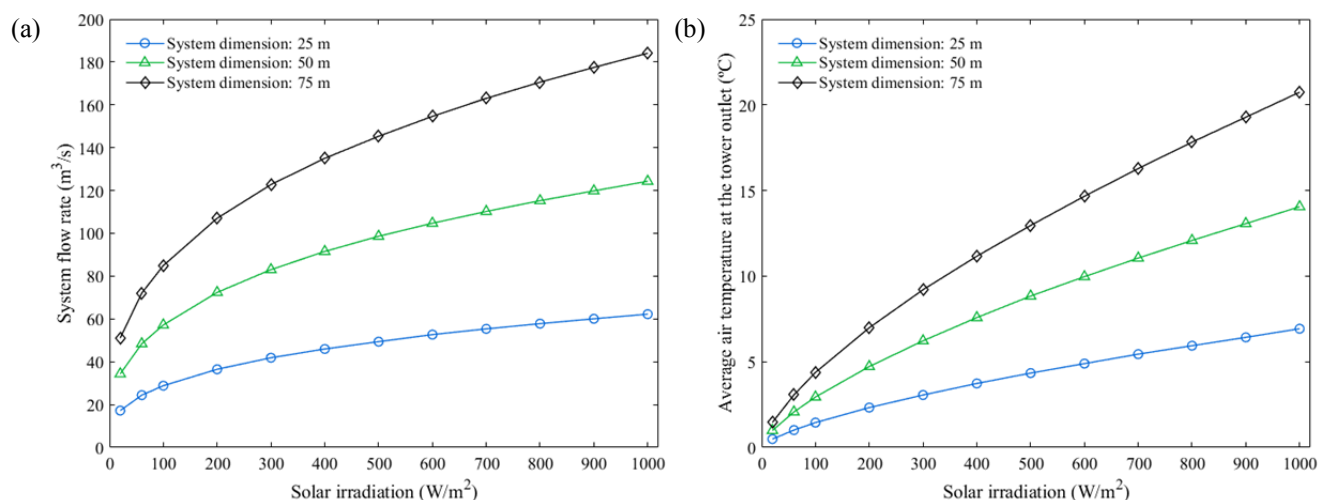 (a)
System flow rate (m³/s)
200
180
160
140
120
100
80
60
40
20
0
System dimension: 25 m
System dimension: 50 m
System dimension: 75 m
0 100 200 300 400 500 600 700 800 900 1000
Solar irradiation (W/m²)
(b)
Average air temperature at the tower outlet (ºC)
25
20
15
10
5
0
System dimension: 25 m
System dimension: 50 m
System dimension: 75 m
0 100 200 300 400 500 600 700 800 900 1000
Solar irradiation (W/m²)